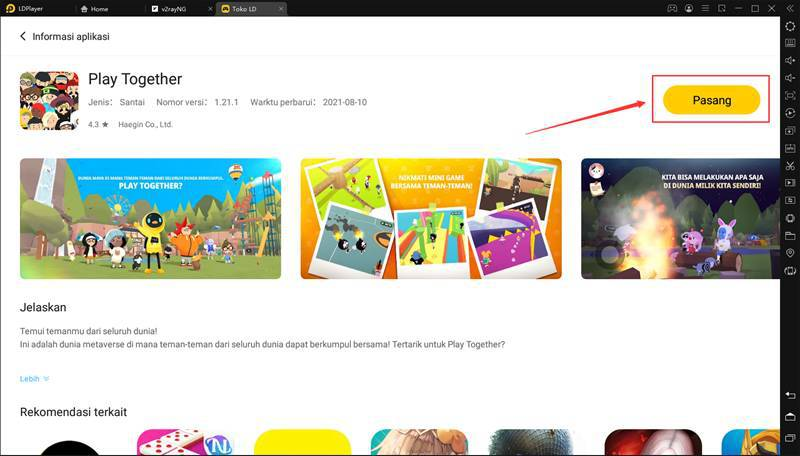 LDPlayer
Home
v2rayNG
Toko LD
Informasi aplikasi
Play Together
Jenis: Santai Nomor versi: 1.21.1 Warktu perbarui: 2021-08-10
4.3 ★ Haegin Co., Ltd.
Pasang
DUNIA MAYA DI MANA TEMAN-TEMAN DARI SELURUH DUNIA BERKUMPUL,
PLAY TOGETHER?
NIKMATI MINI GAME
BERSAMA TEMAN-TEMAN!
KITA BISA MELAKUKAN APA SAJA
DI DUNIA MILIK KITA SENDIRI!
Jelaskan
Temui temanmu dari seluruh dunia!
Ini adalah dunia metaverse di mana teman-teman dari seluruh dunia dapat berkumpul bersama! Tertarik untuk Play Together?
Lebih
Rekomendasi terkait